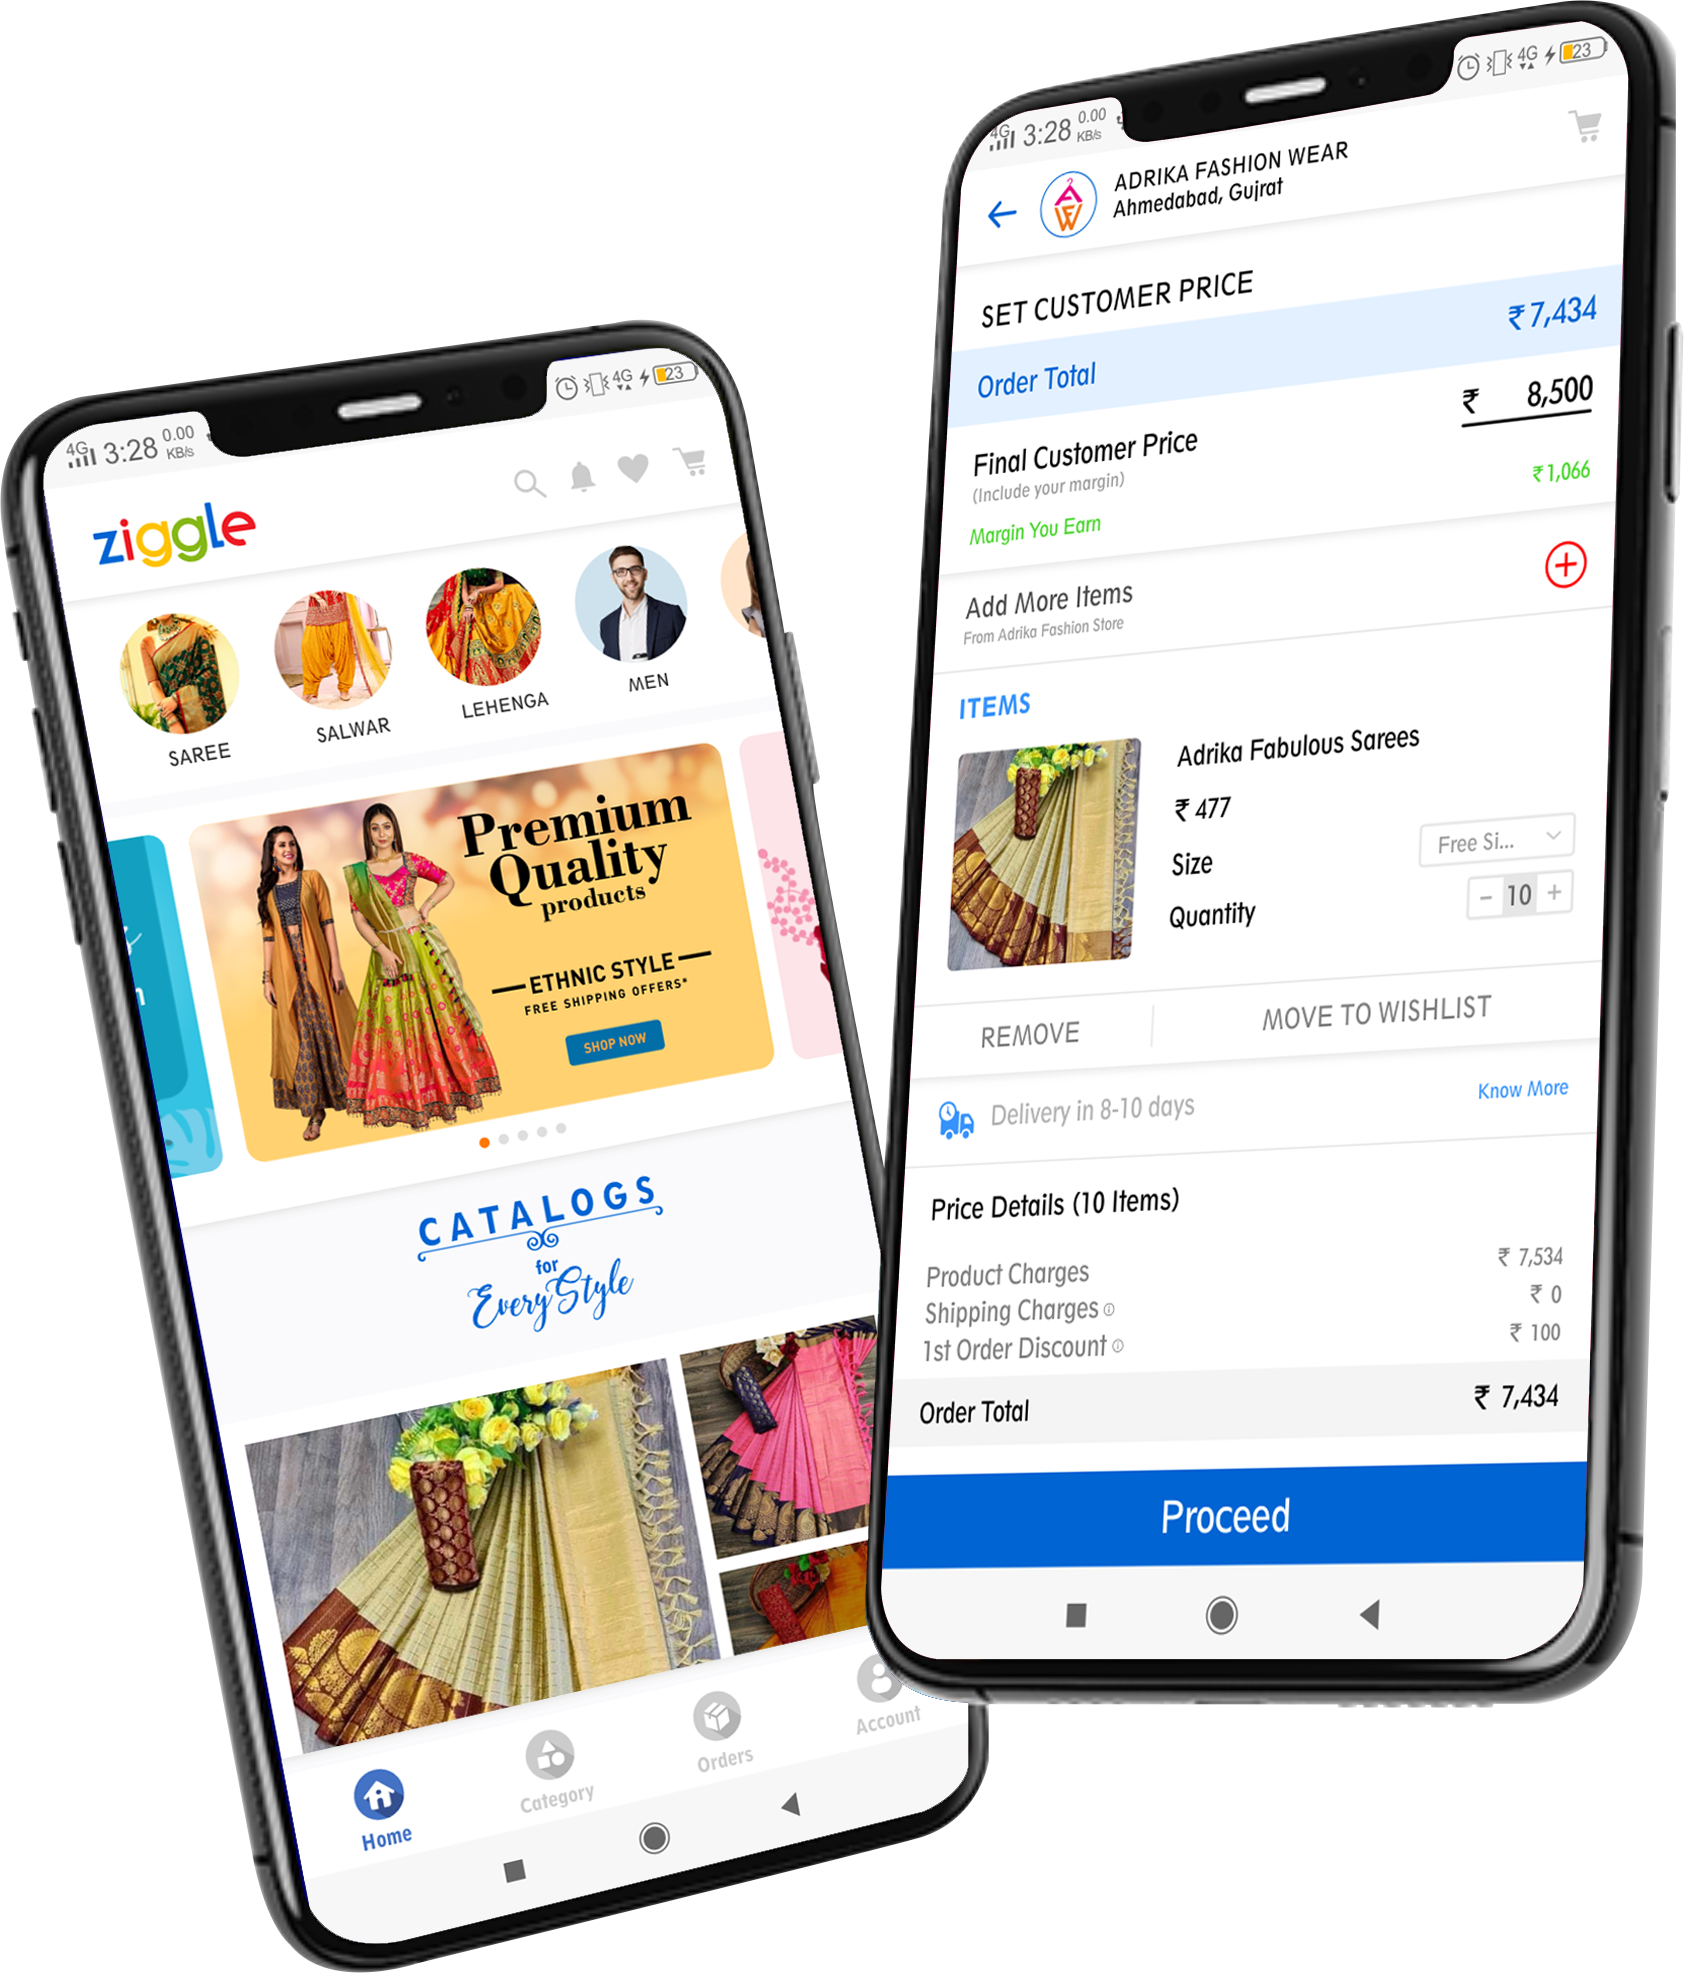 4G 3:28 0.00 KB/s
4G 23
ziggle
SAREE
SALWAR
LEHENGA
MEN
Premium
Quality
products
ETHNIC STYLE
FREE SHIPPING OFFERS*
SHOP NOW
CATALOGS
for
Every Style
Home
Category
Orders
Account
4G 3:28 0.00 KB/s
4G 23
ADRIKA FASHION WEAR
Ahmedabad, Gujrat
SET CUSTOMER PRICE
Order Total ₹7,434
Final Customer Price ₹ 8,500
(Include your margin)
Margin You Earn ₹1,066
Add More Items
From Adrika Fashion Store
ITEMS
Adrika Fabulous Sarees
₹ 477
Size Free Si...
Quantity - 10 +
REMOVE MOVE TO WISHLIST
Delivery in 8-10 days Know More
Price Details (10 Items)
Product Charges ₹ 7,534
Shipping Charges ₹ 0
1st Order Discount ₹ 100
Order Total ₹ 7,434
Proceed